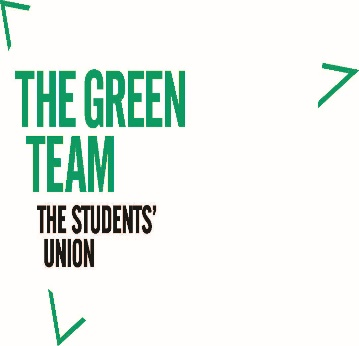 THE GREEN
TEAM
THE STUDENTS'
UNION